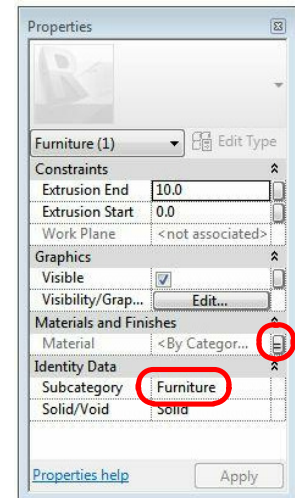 Properties
Furniture (1) Edit Type
Constraints
Extrusion End 10.0
Extrusion Start 0.0
Work Plane <not associated>
Graphics
Visible
Visibility/Grap... Edit...
Materials and Finishes
Material <By Categor...
Identity Data
Subcategory Furniture
Solid/Void Solid
Properties help Apply